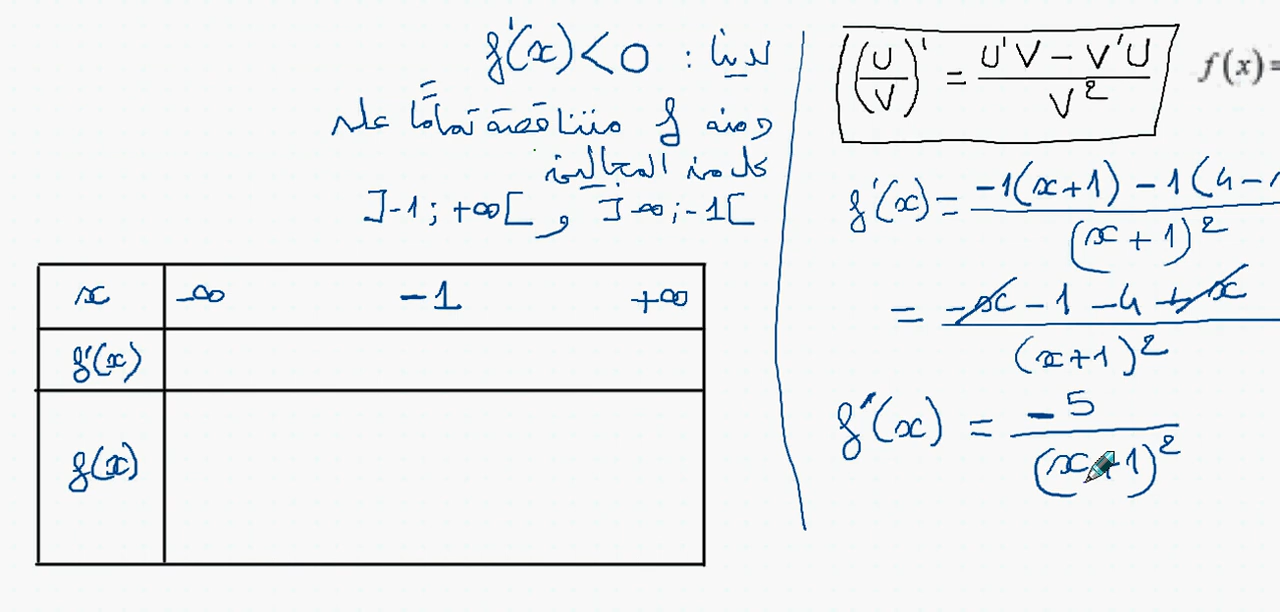 (U/V)' = (U'V - V'U)/V²
f(x)=
f'(x) = (-1(x+1) - 1(4-
(x+1)²
= (-x - 1 - 4 + x)/(x+1)²
f'(x) = -5/(x+1)²
لدينا : f'(x) < 0
ومنه f متناقصة تمامًا على
كل من المجالين
]-∞;-1[ و ]-1;+∞[
x -∞ -1 +∞
f'(x)
f(x)